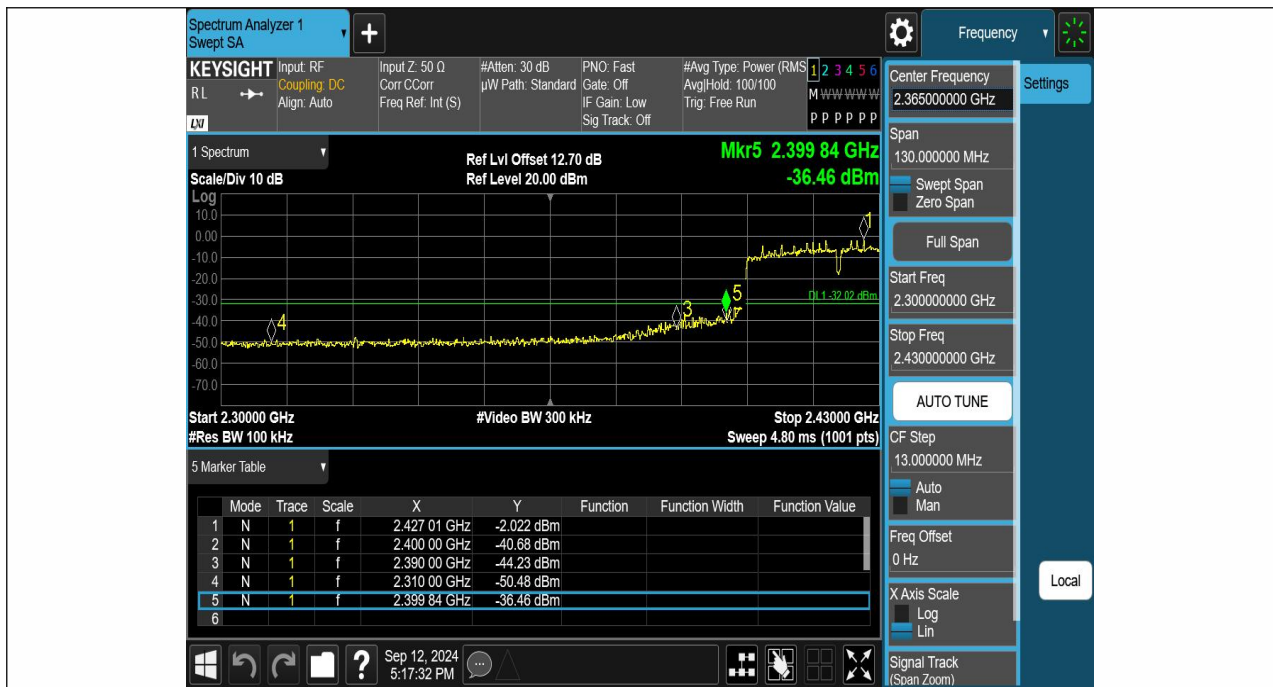 Spectrum Analyzer 1
Swept SA
+
Frequency
KEYSIGHT
RL
LXI
Input: RF
Coupling: DC
Align: Auto
Input Z: 50 Ω
Corr CCorr
Freq Ref: Int (S)
#Atten: 30 dB
µW Path: Standard
PNO: Fast
Gate: Off
IF Gain: Low
Sig Track: Off
#Avg Type: Power (RMS
Avg|Hold: 100/100
Trig: Free Run
1 2 3 4 5 6
M W W W W W
P P P P P P
1 Spectrum
Scale/Div 10 dB
Ref Lvl Offset 12.70 dB
Ref Level 20.00 dBm
Mkr5 2.399 84 GHz
-36.46 dBm
Log
10.0
0.00
-10.0
-20.0
-30.0
-40.0
-50.0
-60.0
-70.0
1
3
4
5
DL1 -32.02 dBm
Start 2.30000 GHz
#Video BW 300 kHz
Stop 2.43000 GHz
#Res BW 100 kHz
Sweep 4.80 ms (1001 pts)
5 Marker Table
Mode Trace Scale X Y Function Function Width Function Value
1 N 1 f 2.427 01 GHz -2.022 dBm
2 N 1 f 2.400 00 GHz -40.68 dBm
3 N 1 f 2.390 00 GHz -44.23 dBm
4 N 1 f 2.310 00 GHz -50.48 dBm
5 N 1 f 2.399 84 GHz -36.46 dBm
6
?
Sep 12, 2024
5:17:32 PM
Center Frequency
2.365000000 GHz
Settings
Span
130.000000 MHz
Swept Span
Zero Span
Full Span
Start Freq
2.300000000 GHz
Stop Freq
2.430000000 GHz
AUTO TUNE
CF Step
13.000000 MHz
Auto
Man
Freq Offset
0 Hz
X Axis Scale
Log
Lin
Local
Signal Track
(Span Zoom)